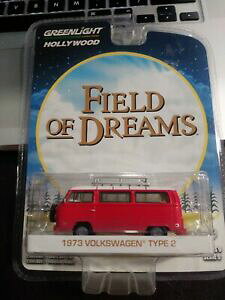 GREENLIGHT
HOLLYWOOD
FIELD
OF DREAMS
1973 VOLKSWAGEN TYPE 2